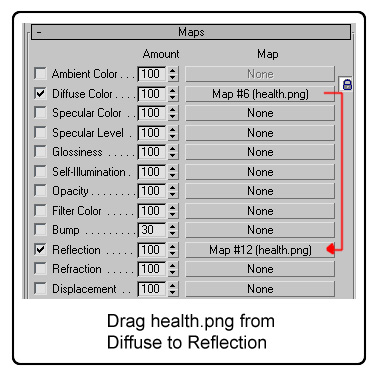 - Maps
Amount Map
Ambient Color . . . 100 None
Diffuse Color . . . . 100 Map #6 (health.png)
Specular Color . . 100 None
Specular Level . . 100 None
Glossiness . . . . . 100 None
Self-Illumination . 100 None
Opacity . . . . . . . . 100 None
Filter Color . . . . . 100 None
Bump . . . . . . . . . 30 None
Reflection . . . . . 100 Map #12 (health.png)
Refraction . . . . . 100 None
Displacement . . . 100 None
Drag health.png from
Diffuse to Reflection